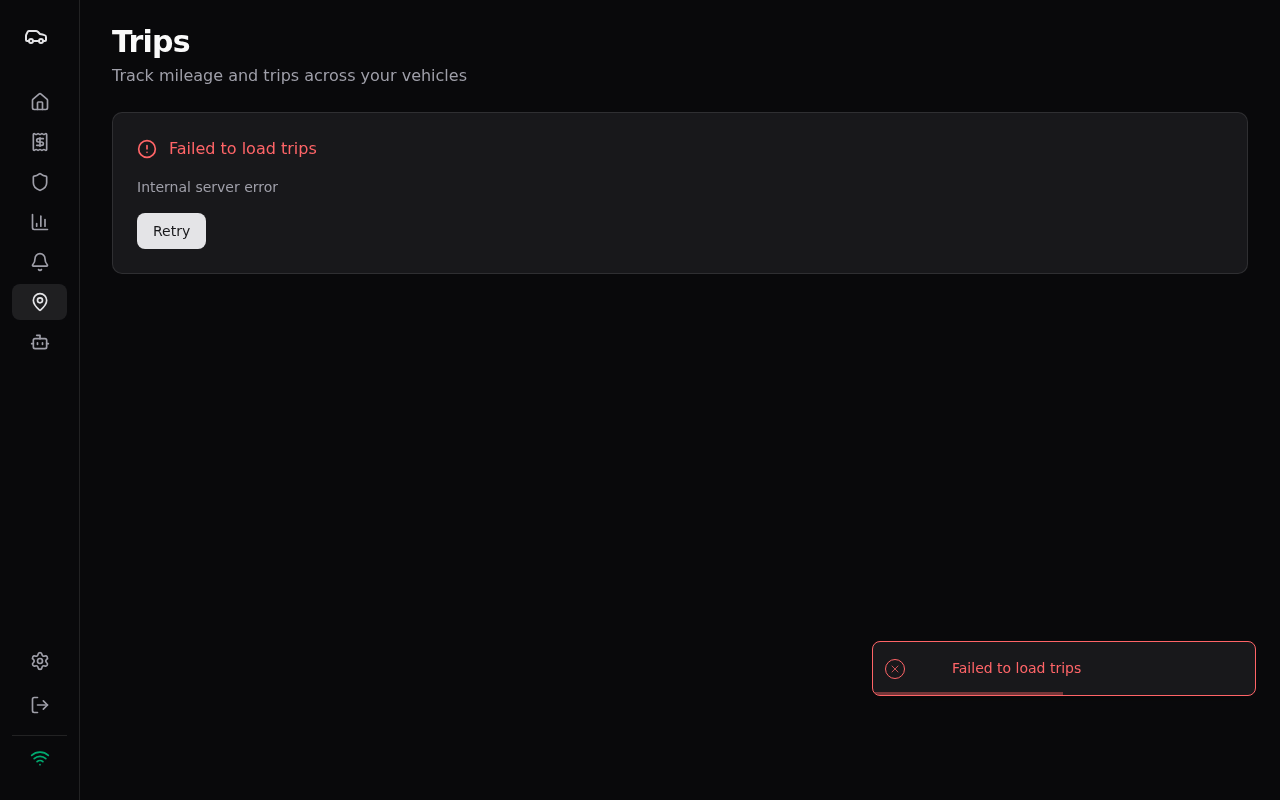 Trips
Track mileage and trips across your vehicles
Failed to load trips
Internal server error
Retry
Failed to load trips